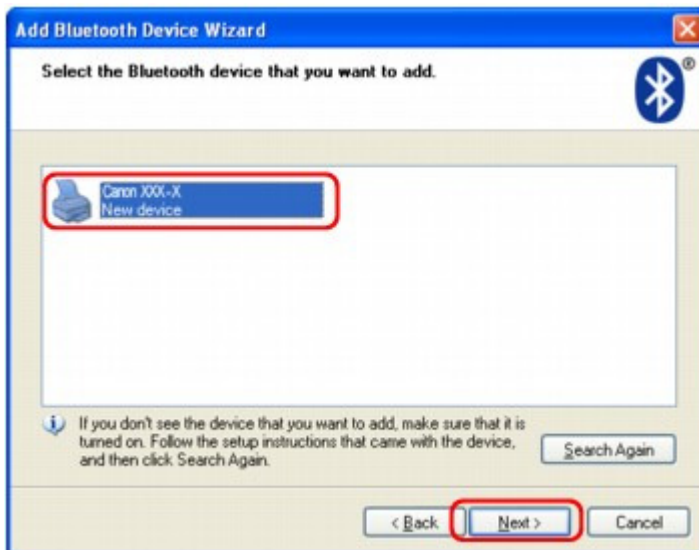 Add Bluetooth Device Wizard
Select the Bluetooth device that you want to add.
®
Canon XXX-X
New device
If you don't see the device that you want to add, make sure that it is
turned on. Follow the setup instructions that came with the device,
and then click Search Again.
Search Again
< Back
Next >
Cancel